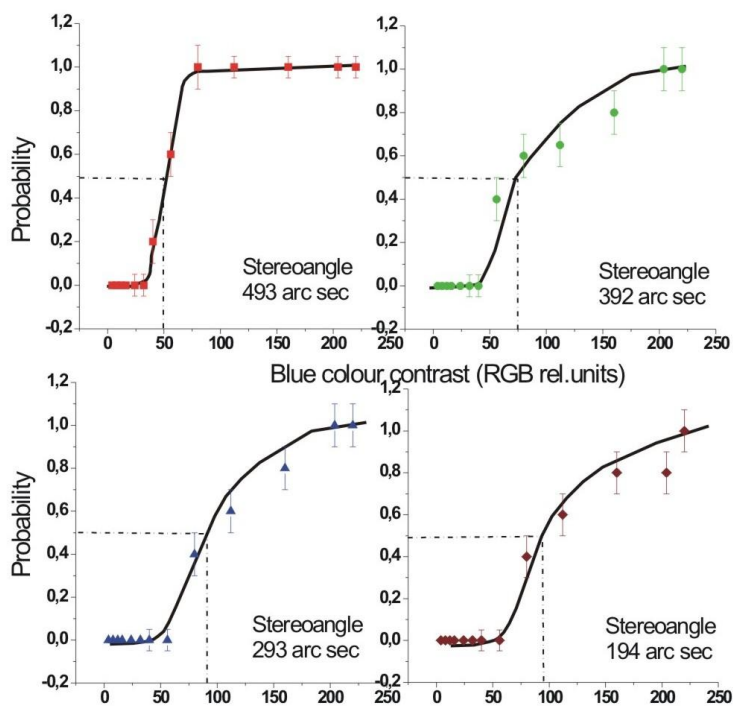 1,2
1,0
0,8
0,6
0,4
0,2
0,0
-0,2
Probability
Stereoangle
493 arc sec
0 50 100 150 200 250
1,2
1,0
0,8
0,6
0,4
0,2
0,0
-0,2
Stereoangle
392 arc sec
0 50 100 150 200 250
Blue colour contrast (RGB rel.units)
1,2
1,0
0,8
0,6
0,4
0,2
0,0
-0,2
Probability
Stereoangle
293 arc sec
0 50 100 150 200 250
1,2
1,0
0,8
0,6
0,4
0,2
0,0
-0,2
Stereoangle
194 arc sec
0 50 100 150 200 250